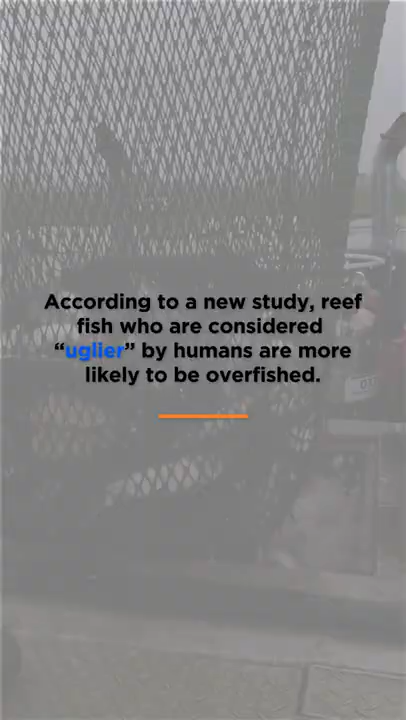 According to a new study, reef
fish who are considered
“uglier” by humans are more
likely to be overfished.